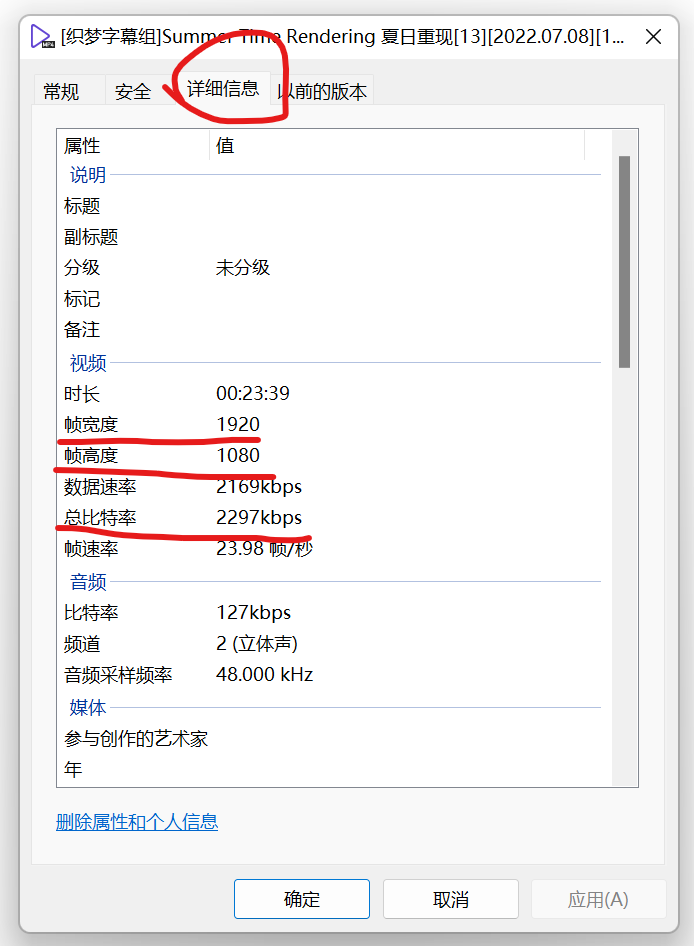 [织梦字幕组]Summer Time Rendering 夏日重现[13][2022.07.08][1...
常规 安全 详细信息 以前的版本
属性 值
说明
标题
副标题
分级 未分级
标记
备注
视频
时长 00:23:39
帧宽度 1920
帧高度 1080
数据速率 2169kbps
总比特率 2297kbps
帧速率 23.98 帧/秒
音频
比特率 127kbps
频道 2 (立体声)
音频采样频率 48.000 kHz
媒体
参与创作的艺术家
年
删除属性和个人信息
确定 取消 应用(A)